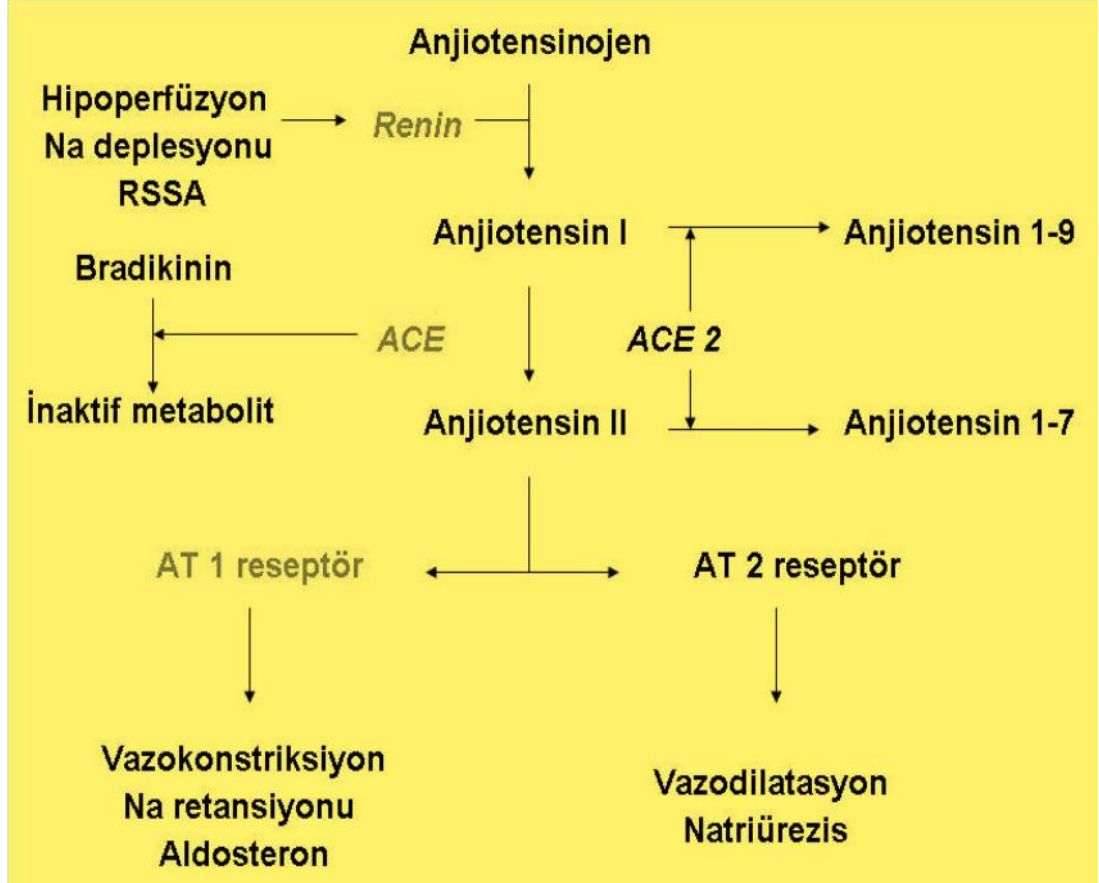 Anjiotensinojen
Hipoperfüzyon
Na deplesyonu
RSSA
Renin
Anjiotensin I
Anjiotensin 1-9
Bradikinin
ACE
ACE 2
İnaktif metabolit
Anjiotensin II
Anjiotensin 1-7
AT 1 reseptör
AT 2 reseptör
Vazokonstriksiyon
Na retansiyonu
Aldosteron
Vazodilatasyon
Natriürezis